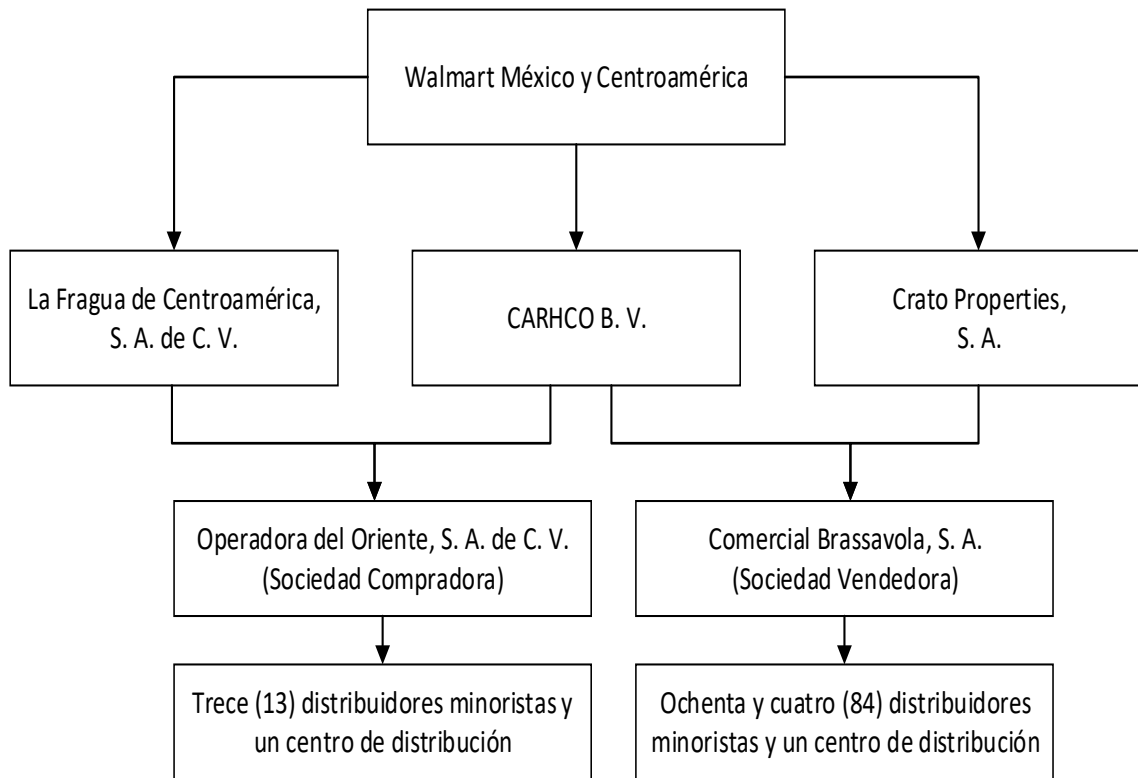 Walmart México y Centroamérica
La Fragua de Centroamérica,
S. A. de C. V.
CARHCO B. V.
Crato Properties,
S. A.
Operadora del Oriente, S. A. de C. V.
(Sociedad Compradora)
Comercial Brassavola, S. A.
(Sociedad Vendedora)
Trece (13) distribuidores minoristas y
un centro de distribución
Ochenta y cuatro (84) distribuidores
minoristas y un centro de distribución